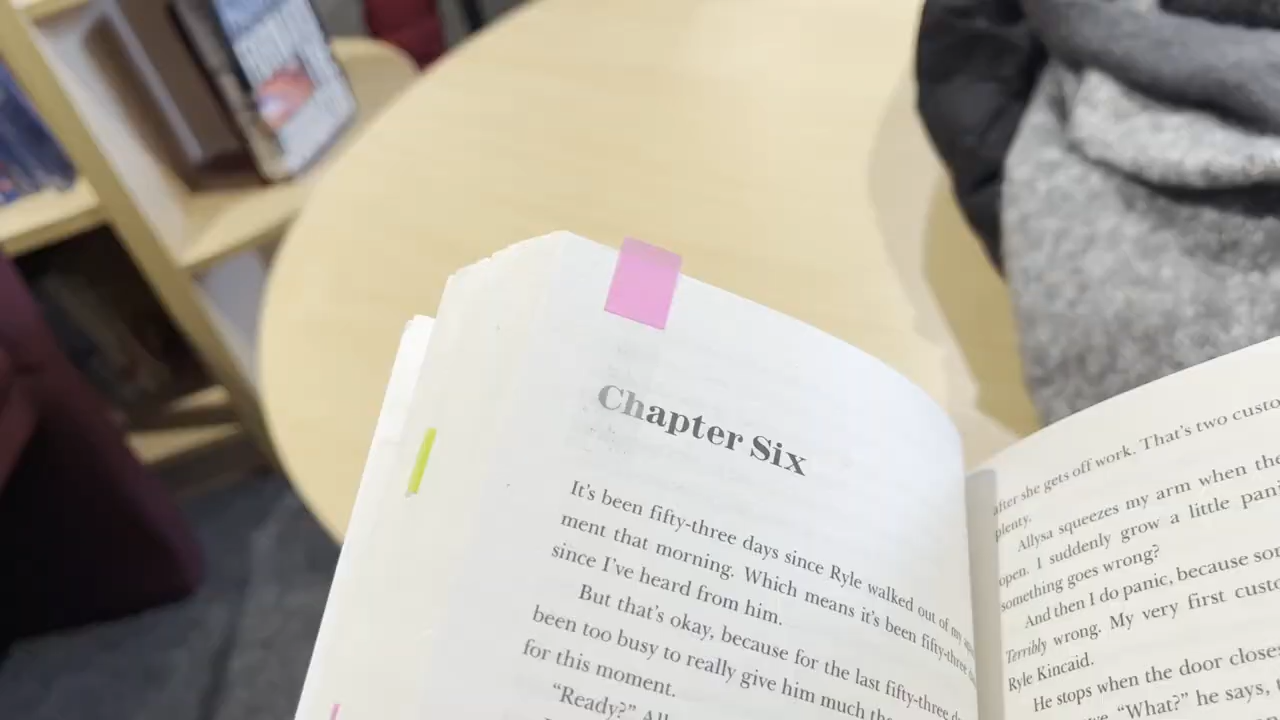 Chapter Six
It's been fifty-three days since Ryle walked out of my
ment that morning. Which means it's been fifty-three
since I've heard from him.
But that's okay, because for the last fifty-three d
been too busy to really give him much th
for this moment.
"Ready?" All
after she gets off work. That's two custo
plenty.
Allysa squeezes my arm when the
open. I suddenly grow a little pani
something goes wrong?
And then I do panic, because som
Terribly wrong. My very first custo
Ryle Kincaid.
He stops when the door closes
"What?" he says,